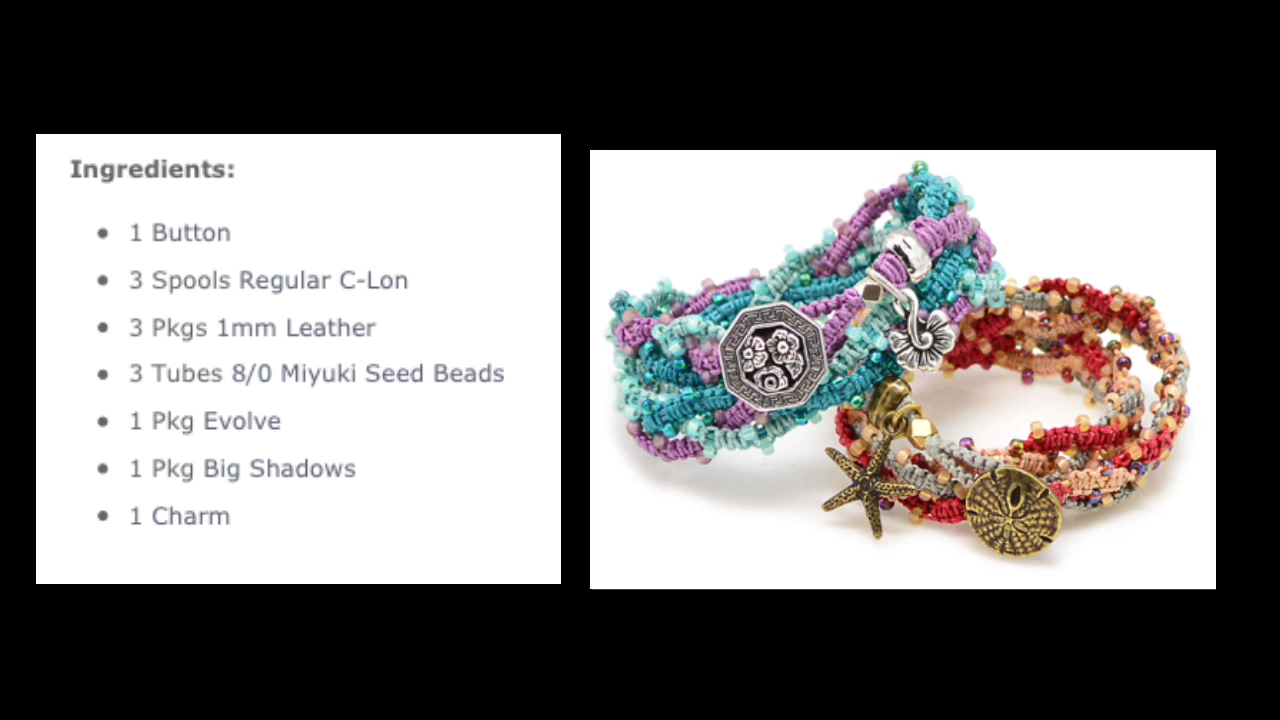 Ingredients:
1 Button
3 Spools Regular C-Lon
3 Pkgs 1mm Leather
3 Tubes 8/0 Miyuki Seed Beads
1 Pkg Evolve
1 Pkg Big Shadows
1 Charm